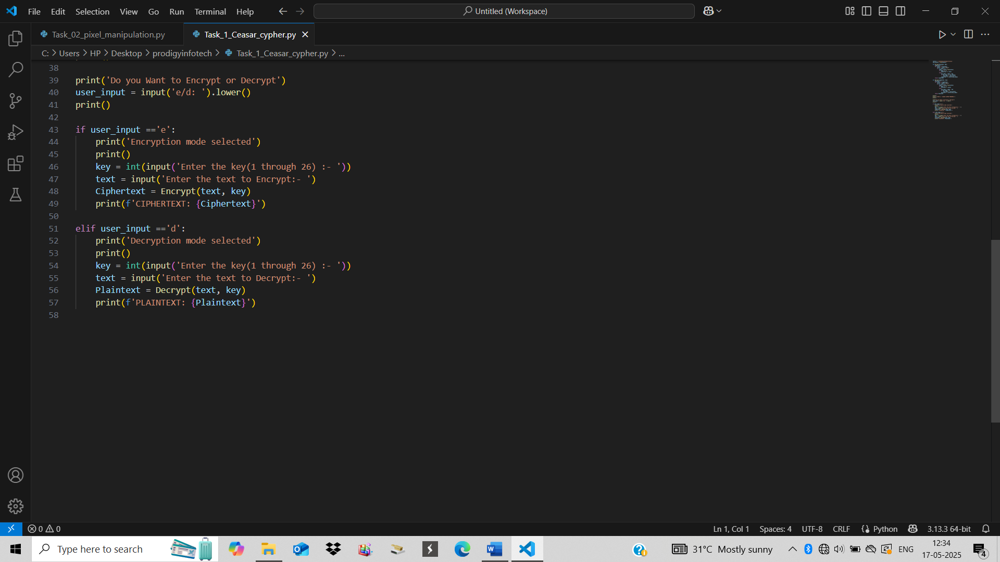 File Edit Selection View Go Run Terminal Help
Untitled (Workspace)
Task_02_pixel_manipulation.py
Task_1_Ceasar_cypher.py
C: > Users > HP > Desktop > prodigyinfotech > Task_1_Ceasar_cypher.py > ...
38
39 print('Do you Want to Encrypt or Decrypt')
40 user_input = input('e/d: ').lower()
41 print()
42
43 if user_input =='e':
44     print('Encryption mode selected')
45     print()
46     key = int(input('Enter the key(1 through 26) :- '))
47     text = input('Enter the text to Encrypt:- ')
48     Ciphertext = Encrypt(text, key)
49     print(f'CIPHERTEXT: {Ciphertext}')
50
51 elif user_input =='d':
52     print('Decryption mode selected')
53     print()
54     key = int(input('Enter the key(1 through 26) :- '))
55     text = input('Enter the text to Decrypt:- ')
56     Plaintext = Decrypt(text, key)
57     print(f'PLAINTEXT: {Plaintext}')
58
0 0 Ln 1, Col 1 Spaces: 4 UTF-8 CRLF Python 3.13.3 64-bit
Type here to search
31°C Mostly sunny
ENG
12:34
17-05-2025
4